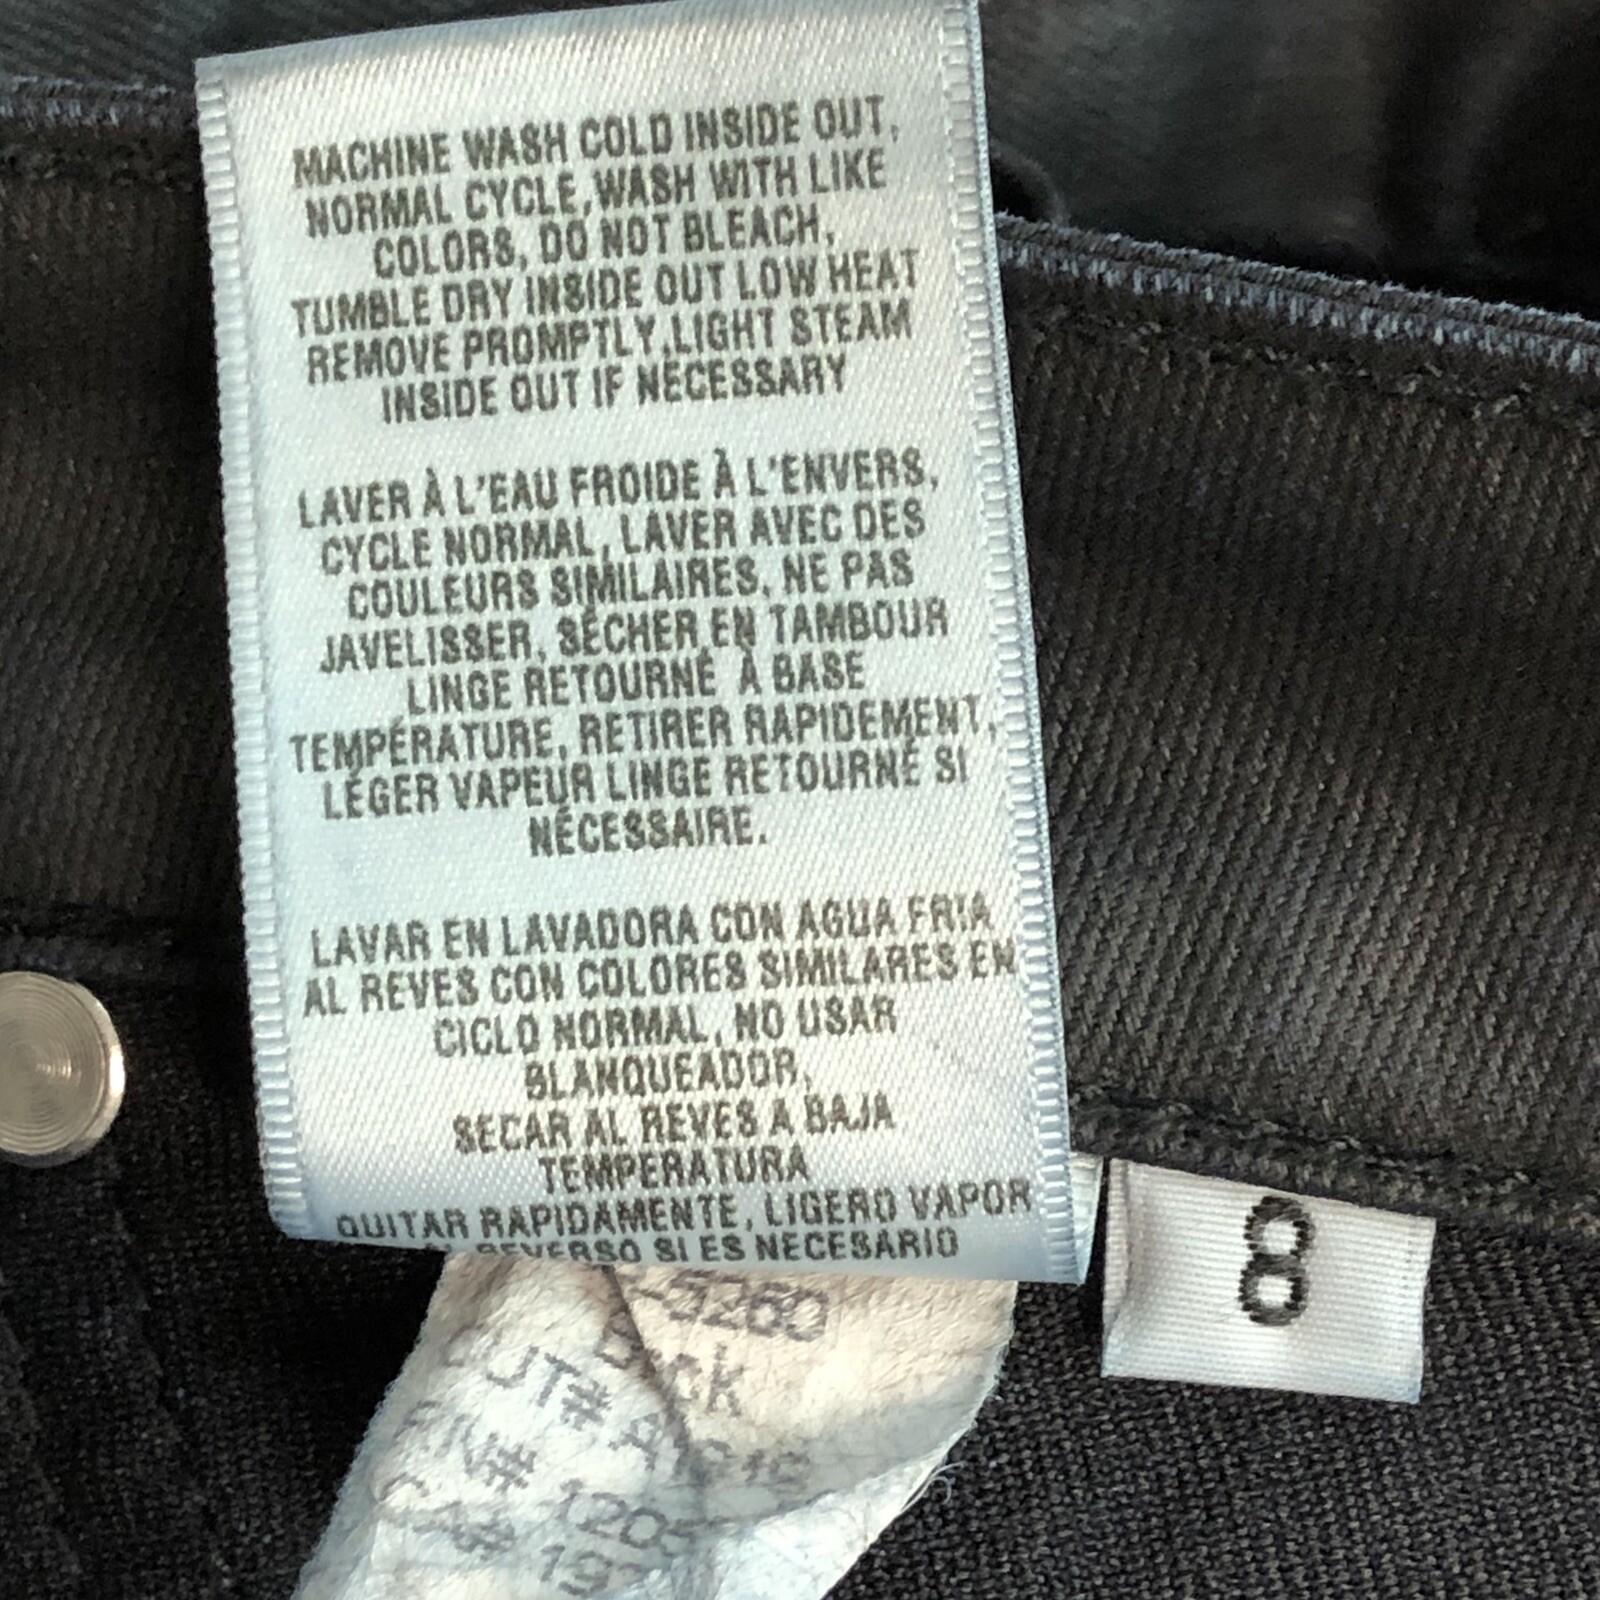 MACHINE WASH COLD INSIDE OUT,
NORMAL CYCLE, WASH WITH LIKE
COLORS, DO NOT BLEACH,
TUMBLE DRY INSIDE OUT LOW HEAT
REMOVE PROMPTLY,LIGHT STEAM
INSIDE OUT IF NECESSARY
LAVER À L'EAU FROIDE À L'ENVERS,
CYCLE NORMAL, LAVER AVEC DES
COULEURS SIMILAIRES, NE PAS
JAVELISSER, SÉCHER EN TAMBOUR
LINGE RETOURNÉ À BASE
TEMPÉRATURE, RETIRER RAPIDEMENT,
LÉGER VAPEUR LINGE RETOURNÉ SI
NÉCESSAIRE.
LAVAR EN LAVADORA CON AGUA FRIA
AL REVES CON COLORES SIMILARES EN
CICLO NORMAL, NO USAR
BLANQUEADOR,
SECAR AL REVES A BAJA
TEMPERATURA
QUITAR RAPIDAMENTE, LIGERO VAPOR
REVERSO SI ES NECESARIO
8
-5260
CK